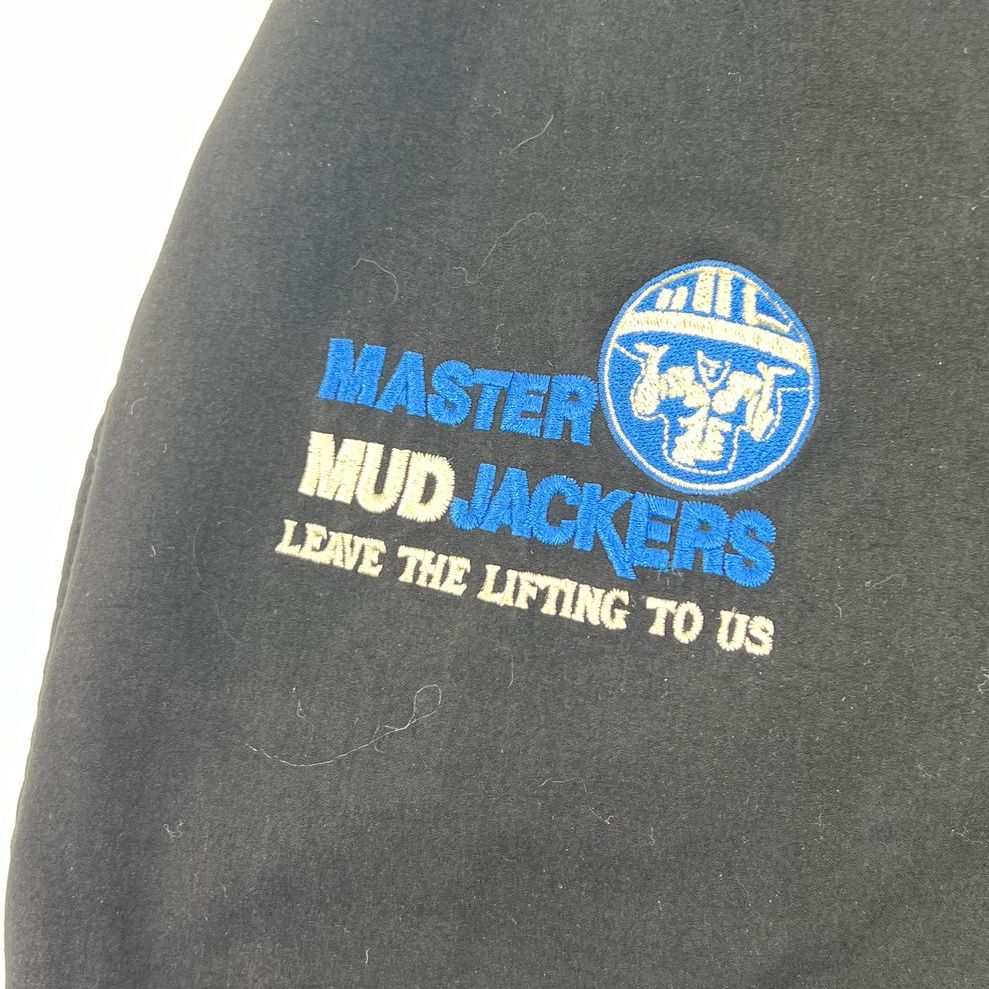 MASTER
MUDJACKERS
LEAVE THE LIFTING TO US